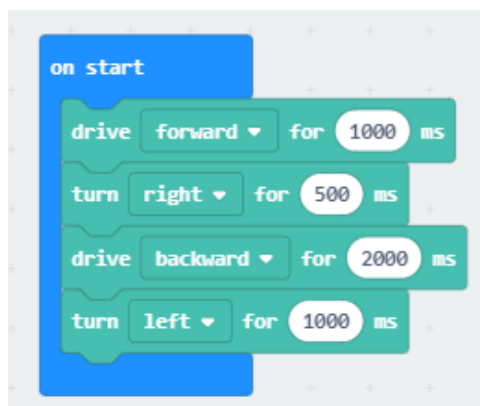 on start
drive forward for 1000 ms
turn right for 500 ms
drive backward for 2000 ms
turn left for 1000 ms